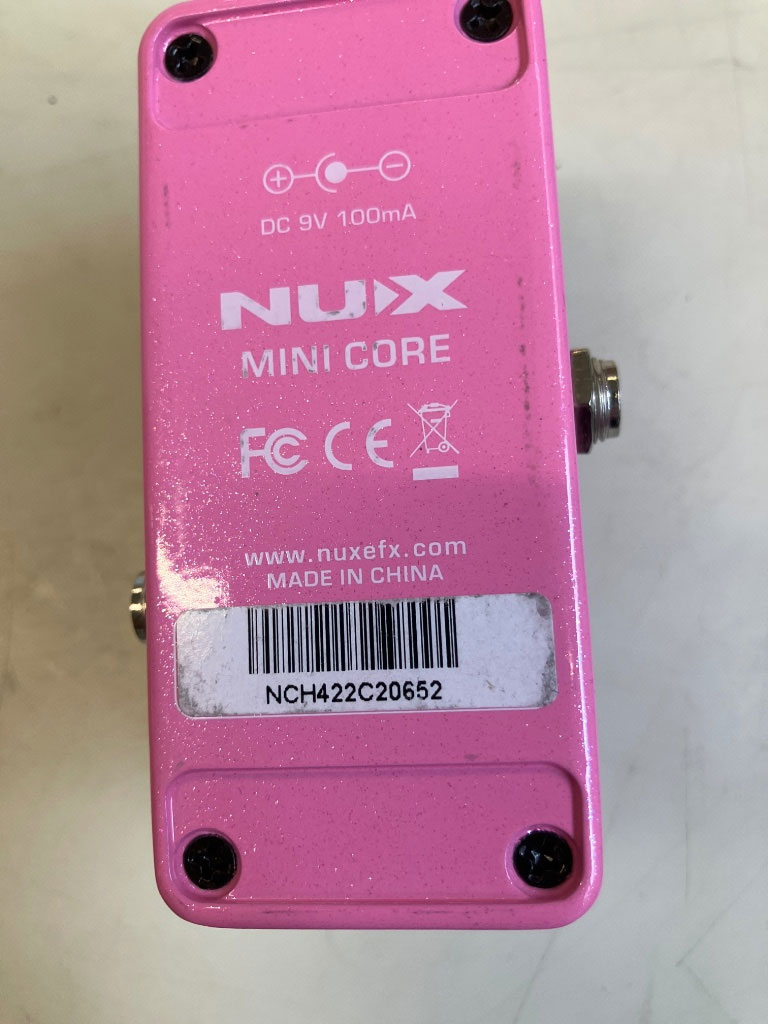 DC 9V 100mA
NUX
MINI CORE
FC CE
www.nuxefx.com
MADE IN CHINA
NCH422C20652